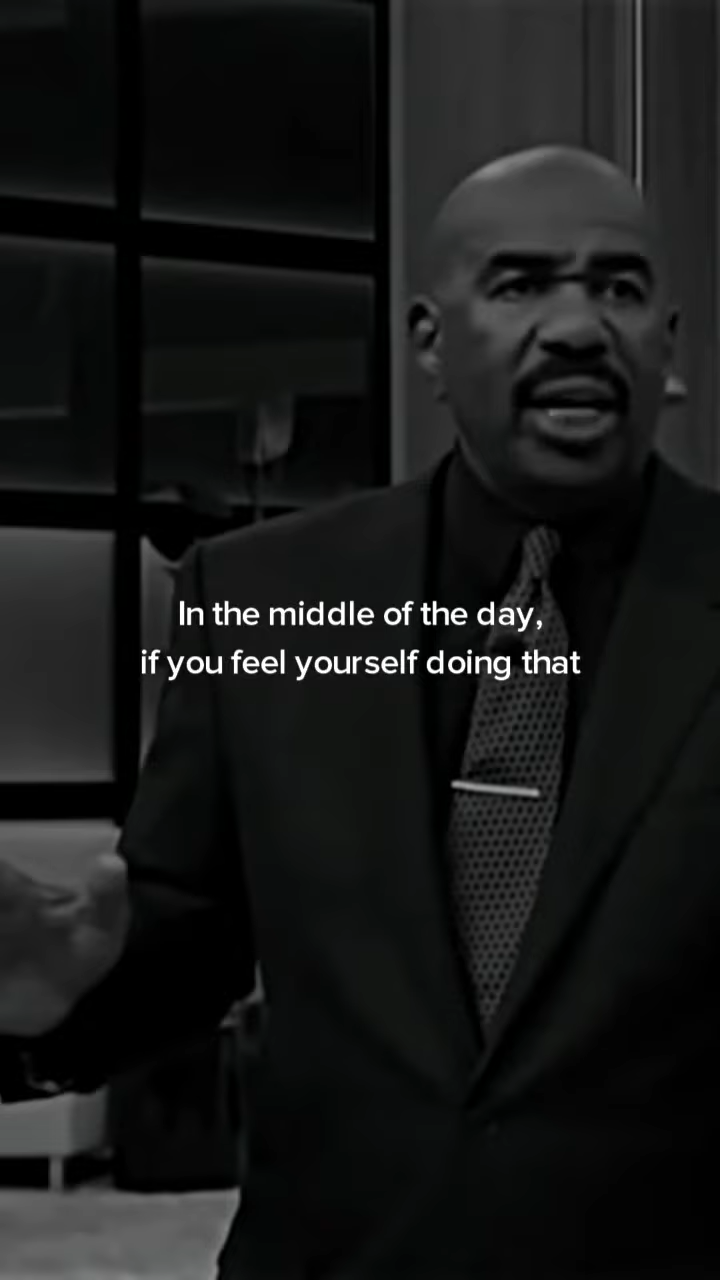 In the middle of the day,
if you feel yourself doing that